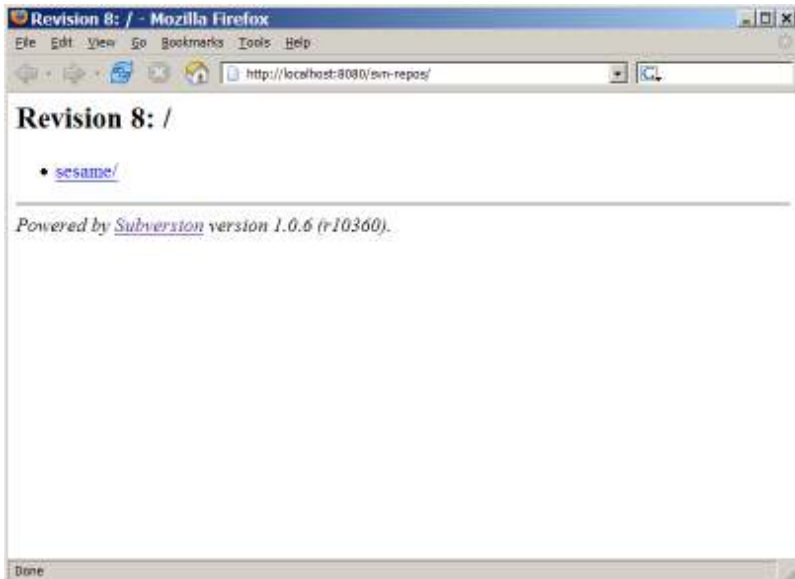 Revision 8: / - Mozilla Firefox
File Edit View Go Bookmarks Tools Help
http://localhost:8080/svn-repos/
Revision 8: /
• sesame/
Powered by Subversion version 1.0.6 (r10360).
Done